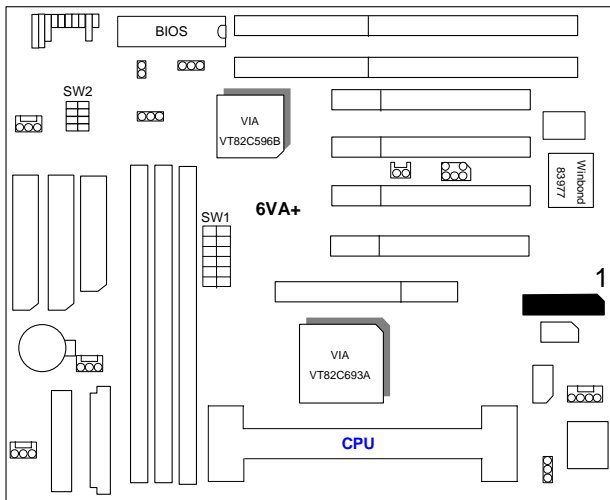 BIOS
SW2
VIA
VT82C596B
Winbond
83977
6VA+
SW1
1
VIA
VT82C693A
CPU